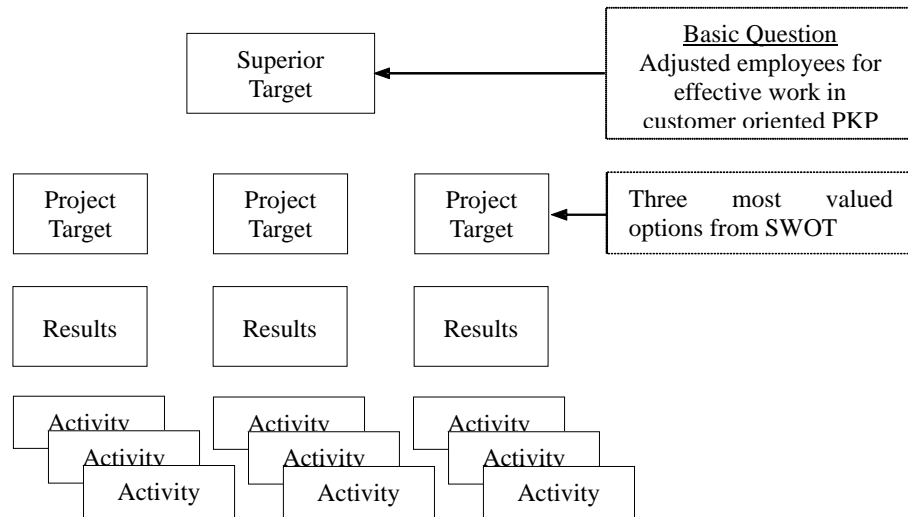 Superior
Target
Basic Question
Adjusted employees for
effective work in
customer oriented PKP
Project
Target
Project
Target
Project
Target
Three most valued
options from SWOT
Results
Results
Results
Activity
Activity
Activity
Activity
Activity
Activity
Activity
Activity
Activity